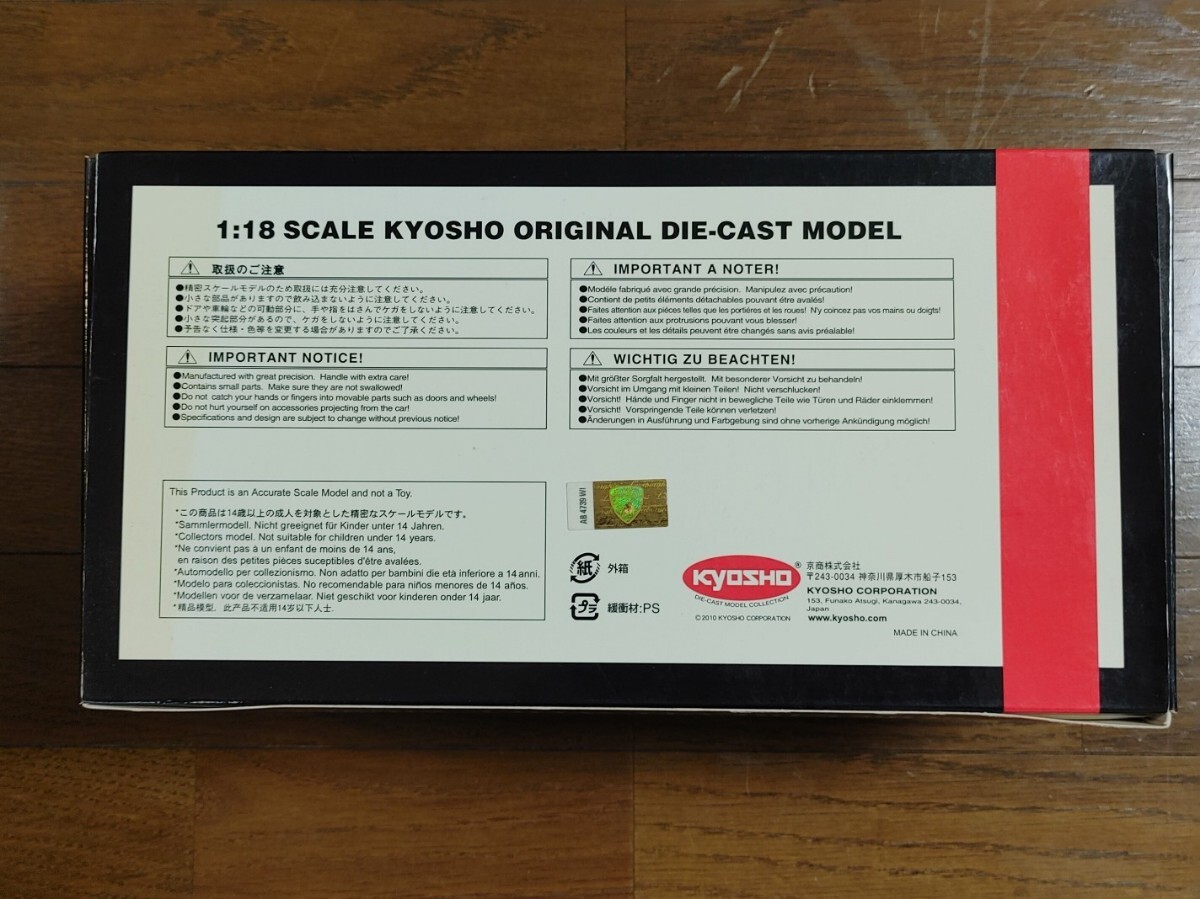 1:18 SCALE KYOSHO ORIGINAL DIE-CAST MODEL
取扱のご注意
●精密スケールモデルのため取扱には充分注意してください。
●小さな部品がありますので飲み込まないように注意してください。
●ドアや車輪などの可動部分に、手や指をはさんでケガをしないように注意してください。
●小さな突起部分があるので、ケガをしないように注意してください。
●予告なく仕様・色等を変更する場合がありますのでご了承ください。
IMPORTANT NOTICE!
●Manufactured with great precision. Handle with extra care!
●Contains small parts. Make sure they are not swallowed!
●Do not catch your hands or fingers into movable parts such as doors and wheels!
●Do not hurt yourself on accessories projecting from the car!
●Specifications and design are subject to change without previous notice!
IMPORTANT A NOTER!
●Modéle fabriqué avec grande précision. Manipulez avec précaution!
●Contient de petits éléments détachables pouvant étre avalés!
●Faites attention aux piéces telles que les portiéres et les roues! N'y coincez pas vos mains ou doigts!
●Faites attention aux protrusions pouvant vous blesser!
●Les couleurs et les détails peuvent étre changés sans avis préalable!
WICHTIG ZU BEACHTEN!
●Mit größter Sorgfalt hergestellt. Mit besonderer Vorsicht zu behandeln!
●Vorsicht im Umgang mit kleinen Teilen! Nicht verschlucken!
●Vorsicht! Hände und Finger nicht in bewegliche Teile wie Türen und Räder einklemmen!
●Vorsicht! Vorspringende Teile können verletzen!
●Änderungen in Ausführung und Farbgebung sind ohne vorherige Ankündigung möglich!
This Product is an Accurate Scale Model and not a Toy.
*この商品は14歳以上の成人を対象とした精密なスケールモデルです。
*Sammlermodell. Nicht greeignet für Kinder unter 14 Jahren.
*Collectors model. Not suitable for children under 14 years.
*Ne convient pas à un enfant de moins de 14 ans,
en raison des petites pièces suceptibles d'être avalées.
*Automodello per collezionismo. Non adatto per bambini die età inferiore a 14 anni.
*Modelo para coleccionistas. No recomendable para niños menores de 14 años.
*Modellen voor de verzamelaar. Niet geschikt voor kinderen onder 14 jaar.
*精品模型．此产品不适用14岁以下人士．
AB 4739 WI
紙 外箱
プラ 緩衝材:PS
KYOSHO ®
DIE-CAST MODEL COLLECTION
© 2010 KYOSHO CORPORATION
京商株式会社
〒243-0034 神奈川県厚木市船子153
KYOSHO CORPORATION
153, Funako Atsugi, Kanagawa 243-0034,
Japan
www.kyosho.com
MADE IN CHINA